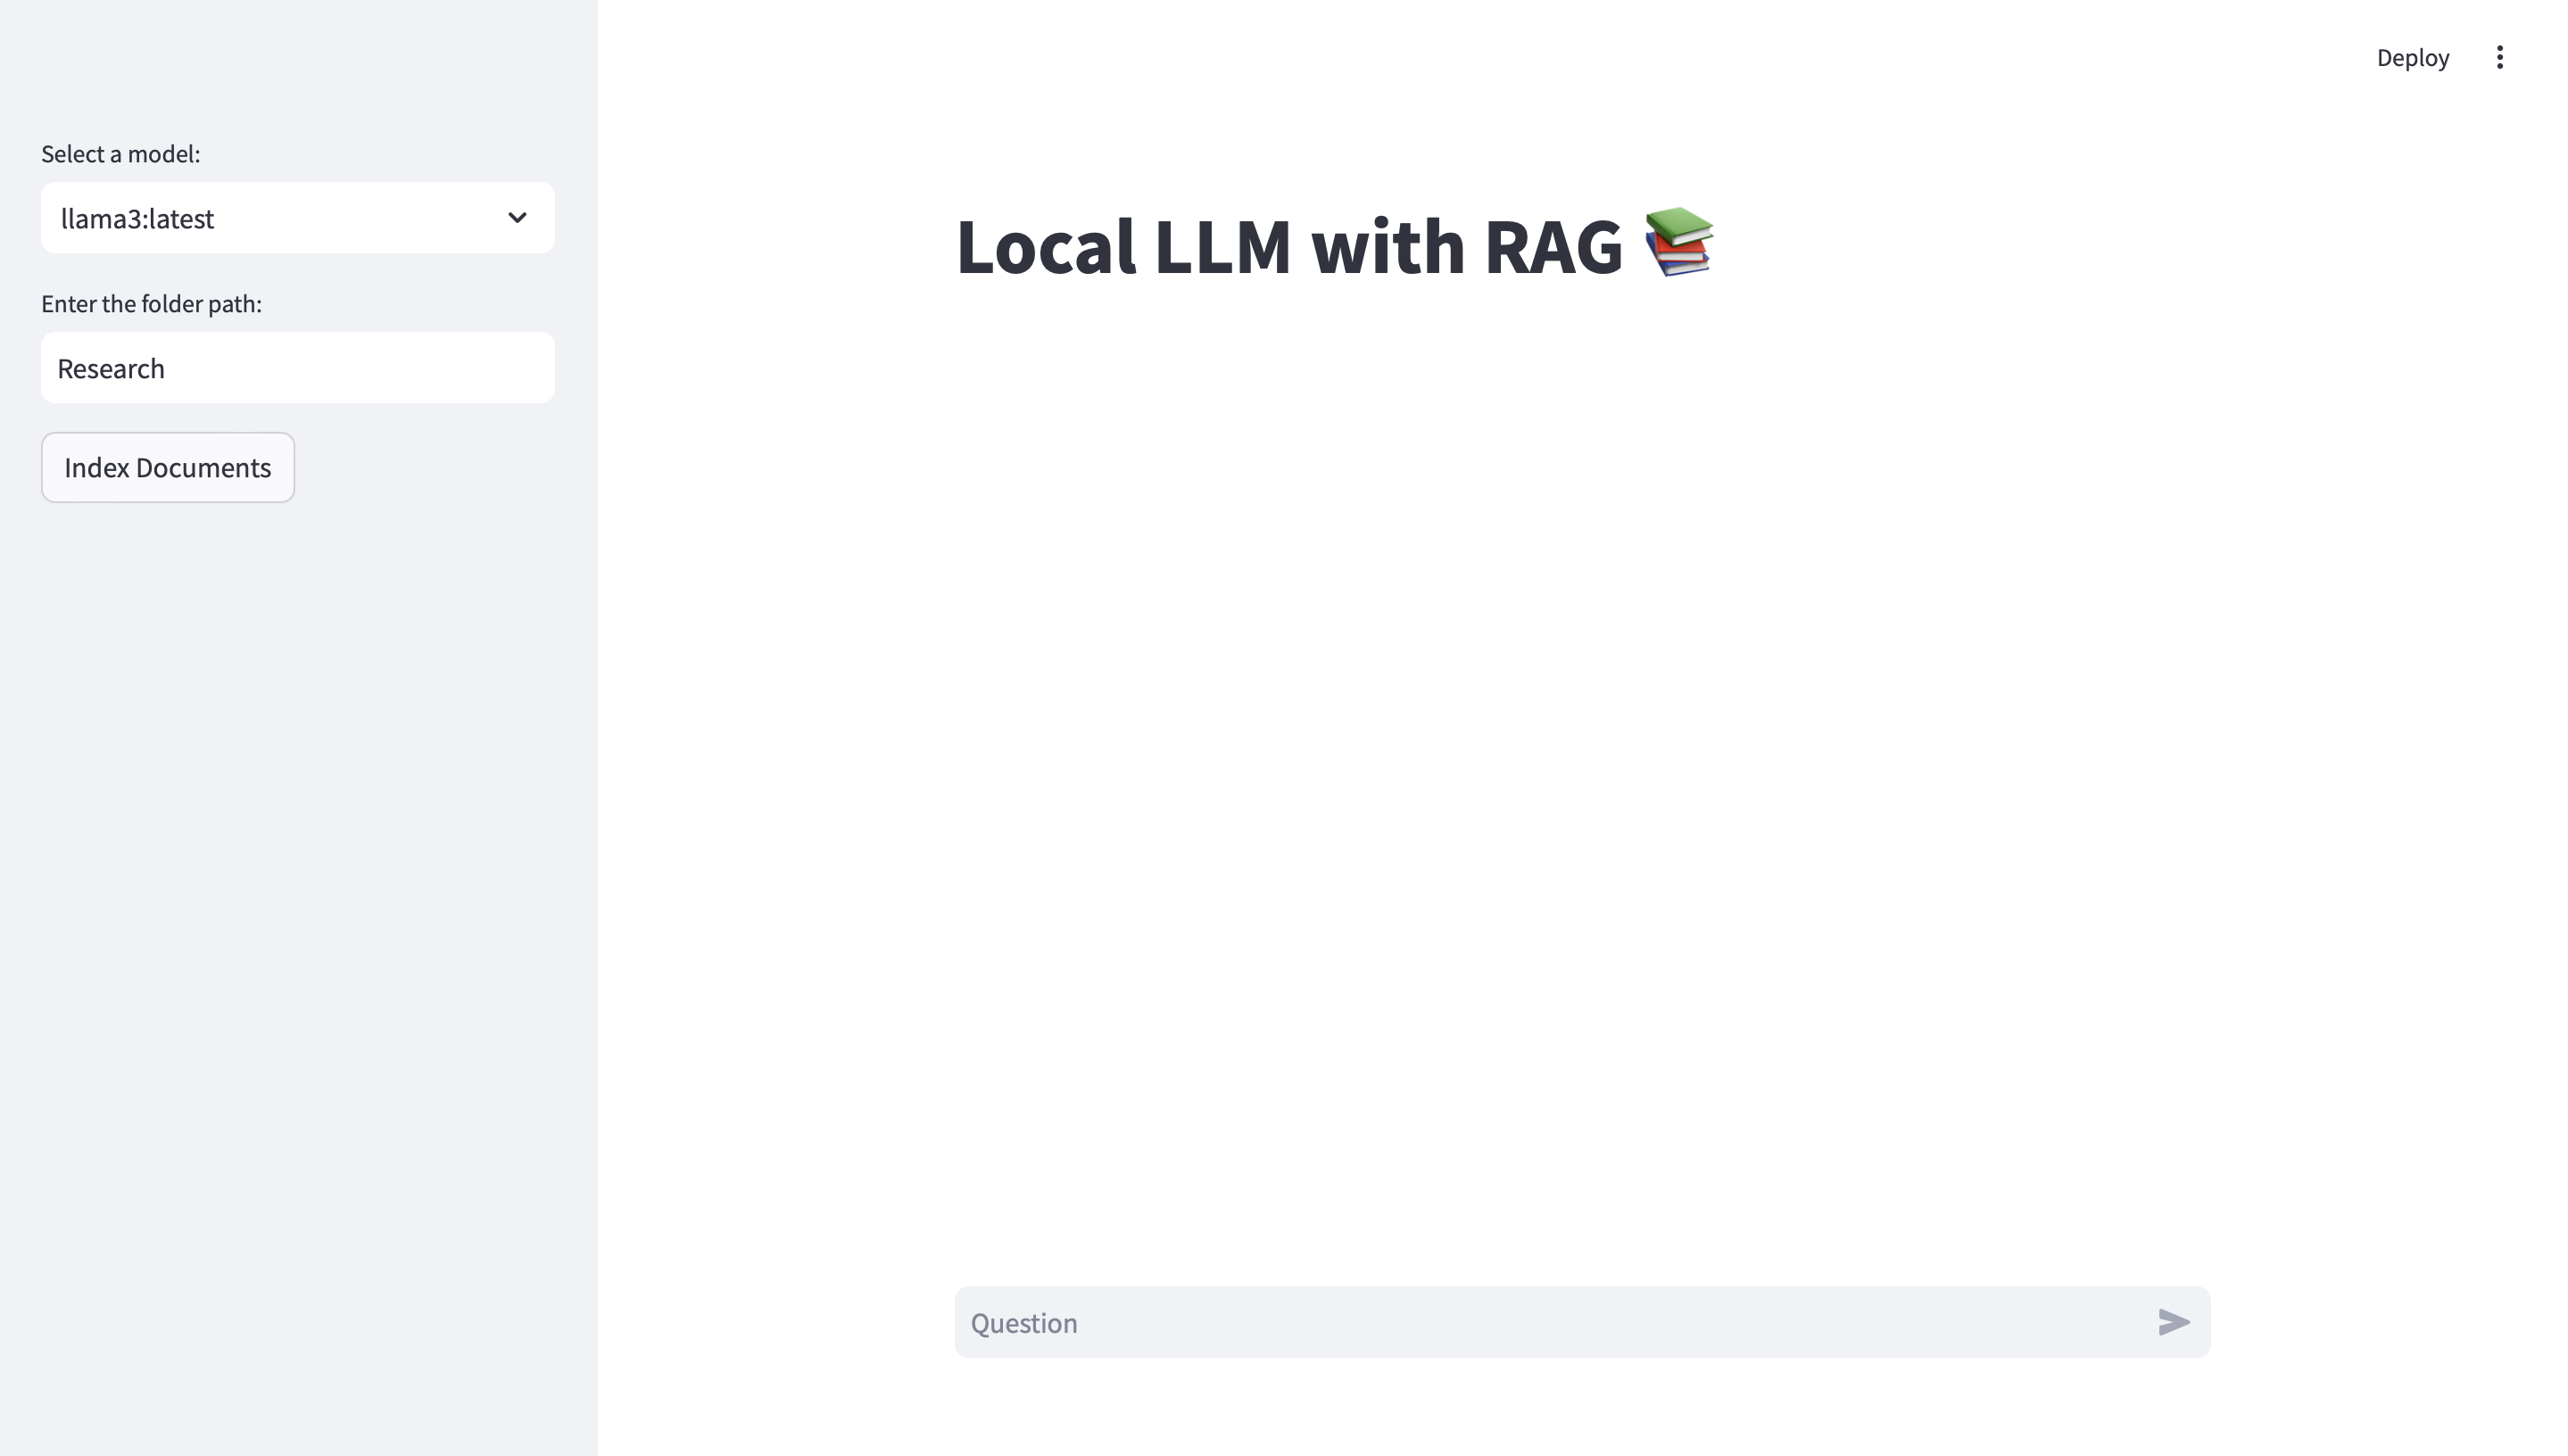 Deploy
Select a model:
llama3:latest
Enter the folder path:
Research
Index Documents
Local LLM with RAG 📚
Question